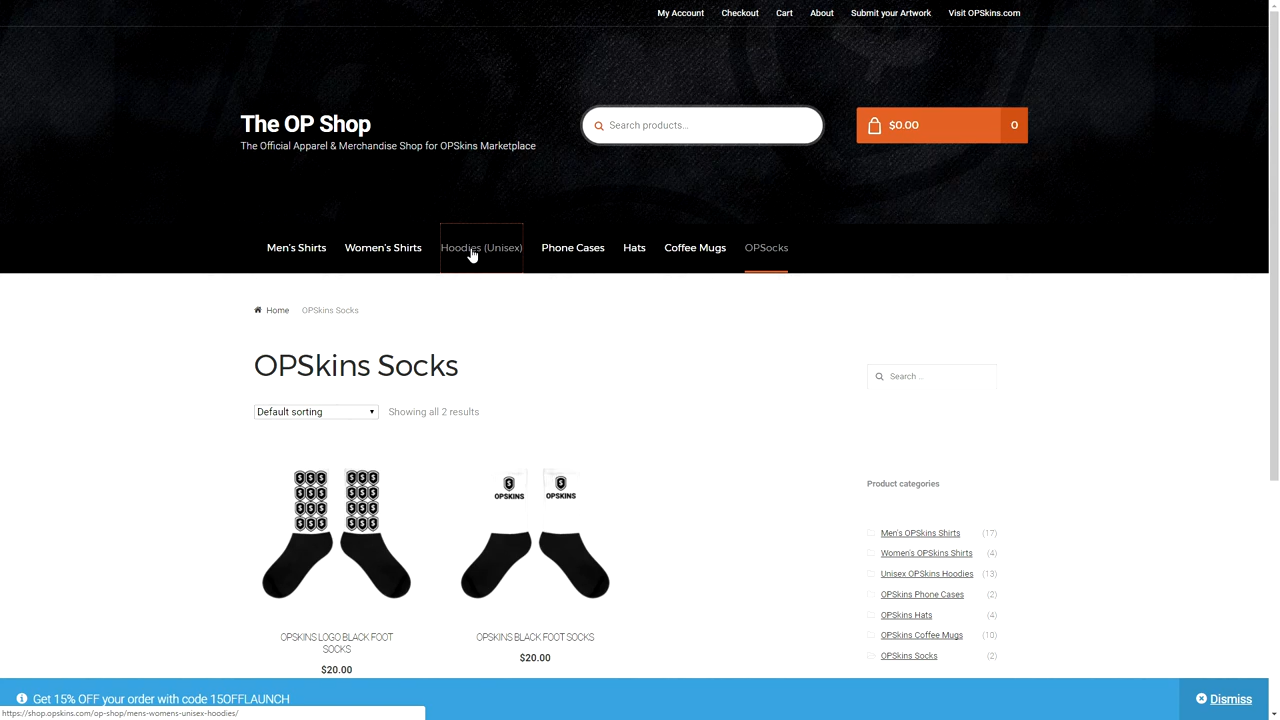 My Account Checkout Cart About Submit your Artwork Visit OPSkins.com
The OP Shop
The Official Apparel & Merchandise Shop for OPSkins Marketplace
Search products...
$0.00 0
Men's Shirts Women's Shirts Hoodies (Unisex) Phone Cases Hats Coffee Mugs OPSocks
Home OPSkins Socks
OPSkins Socks
Default sorting Showing all 2 results
Search ...
OPSKINS OPSKINS
OPSKINS LOGO BLACK FOOT
SOCKS
$20.00
OPSKINS BLACK FOOT SOCKS
$20.00
Product categories
Men's OPSkins Shirts (17)
Women's OPSkins Shirts (4)
Unisex OPSkins Hoodies (13)
OPSkins Phone Cases (2)
OPSkins Hats (4)
OPSkins Coffee Mugs (10)
OPSkins Socks (2)
Get 15% OFF your order with code 15OFFLAUNCH
Dismiss
https://shop.opskins.com/op-shop/mens-womens-unisex-hoodies/